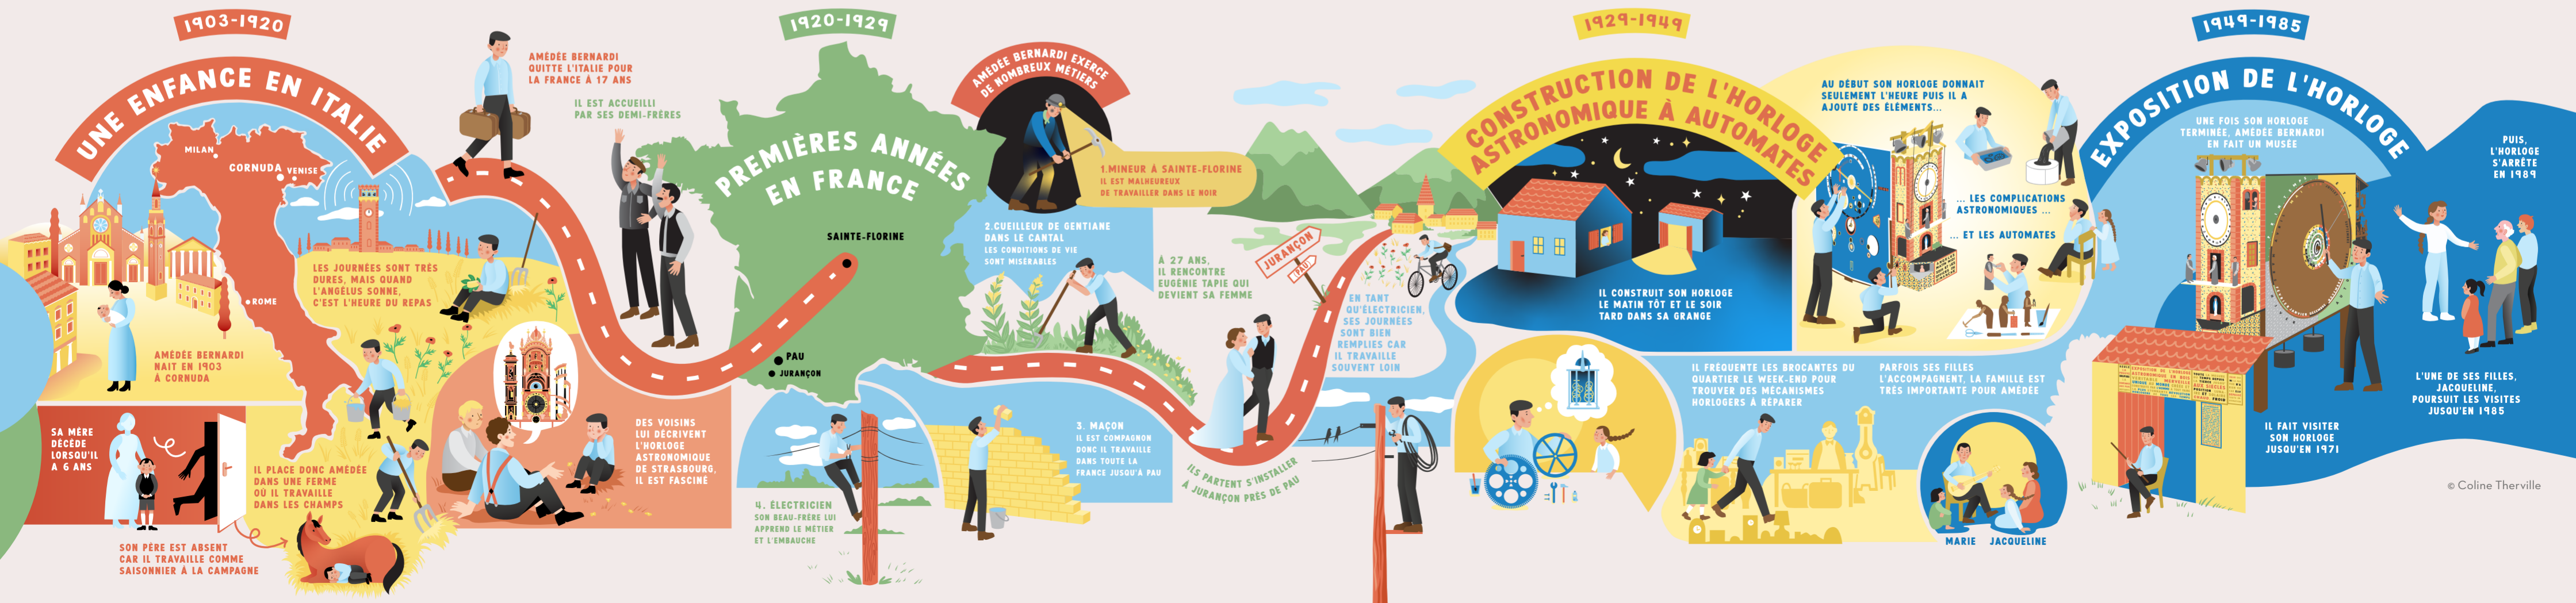 1903-1920
UNE ENFANCE EN ITALIE
MILAN
CORNUDA
VENISE
ROME
AMÉDÉE BERNARDI
NAIT EN 1903
À CORNUDA
LES JOURNÉES SONT TRÈS
DURES, MAIS QUAND
L'ANGÉLUS SONNE,
C'EST L'HEURE DU REPAS
SA MÈRE
DÉCÈDE
LORSQU'IL
A 6 ANS
SON PÈRE EST ABSENT
CAR IL TRAVAILLE COMME
SAISONNIER À LA CAMPAGNE
IL PLACE DONC AMÉDÉE
DANS UNE FERME
OÙ IL TRAVAILLE
DANS LES CHAMPS
DES VOISINS
LUI DÉCRIVENT
L'HORLOGE
ASTRONOMIQUE
DE STRASBOURG,
IL EST FASCINÉ
AMÉDÉE BERNARDI
QUITTE L'ITALIE POUR
LA FRANCE À 17 ANS
IL EST ACCUEILLI
PAR SES DEMI-FRÈRES
1920-1929
PREMIÈRES ANNÉES
EN FRANCE
SAINTE-FLORINE
PAU
JURANÇON
AMÉDÉE BERNARDI EXERCE
DE NOMBREUX MÉTIERS
1.MINEUR À SAINTE-FLORINE
IL EST MALHEUREUX
DE TRAVAILLER DANS LE NOIR
2.CUEILLEUR DE GENTIANE
DANS LE CANTAL
LES CONDITIONS DE VIE
SONT MISÉRABLES
3. MAÇON
IL EST COMPAGNON
DONC IL TRAVAILLE
DANS TOUTE LA
FRANCE JUSQU'À PAU
4. ÉLECTRICIEN
SON BEAU-FRÈRE LUI
APPREND LE MÉTIER
ET L'EMBAUCHE
À 27 ANS,
IL RENCONTRE
EUGÉNIE TAPIE QUI
DEVIENT SA FEMME
JURANÇON
PAU
ILS PARTENT S'INSTALLER
À JURANÇON PRÈS DE PAU
EN TANT
QU'ÉLECTRICIEN,
SES JOURNÉES
SONT BIEN
REMPLIES CAR
IL TRAVAILLE
SOUVENT LOIN
1929-1949
CONSTRUCTION DE L'HORLOGE
ASTRONOMIQUE À AUTOMATES
IL CONSTRUIT SON HORLOGE
LE MATIN TÔT ET LE SOIR
TARD DANS SA GRANGE
AU DÉBUT SON HORLOGE DONNAIT
SEULEMENT L'HEURE PUIS IL A
AJOUTÉ DES ÉLÉMENTS...
... LES COMPLICATIONS
ASTRONOMIQUES ...
... ET LES AUTOMATES
IL FRÉQUENTE LES BROCANTES DU
QUARTIER LE WEEK-END POUR
TROUVER DES MÉCANISMES
HORLOGERS À RÉPARER
PARFOIS SES FILLES
L'ACCOMPAGNENT, LA FAMILLE EST
TRÈS IMPORTANTE POUR AMÉDÉE
MARIE
JACQUELINE
1949-1985
EXPOSITION DE L'HORLOGE
UNE FOIS SON HORLOGE
TERMINÉE, AMÉDÉE BERNARDI
EN FAIT UN MUSÉE
IL FAIT VISITER
SON HORLOGE
JUSQU'EN 1971
PUIS,
L'HORLOGE
S'ARRÊTE
EN 1989
L'UNE DE SES FILLES,
JACQUELINE,
POURSUIT LES VISITES
JUSQU'EN 1985
© Coline Therville